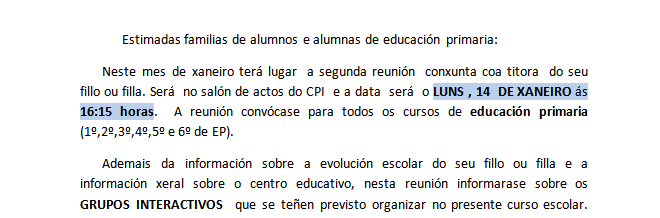 Estimadas familias de alumnos e alumnas de educación primaria:
Neste mes de xaneiro terá lugar a segunda reunión conxunta coa titora do seu
fillo ou filla. Será no salón de actos do CPI e a data será o LUNS , 14 DE XANEIRO ás
16:15 horas. A reunión convócase para todos os cursos de educación primaria
(1º,2º,3º,4º,5º e 6º de EP).
Ademais da información sobre a evolución escolar do seu fillo ou filla e a
información xeral sobre o centro educativo, nesta reunión informarase sobre os
GRUPOS INTERACTIVOS que se teñen previsto organizar no presente curso escolar.